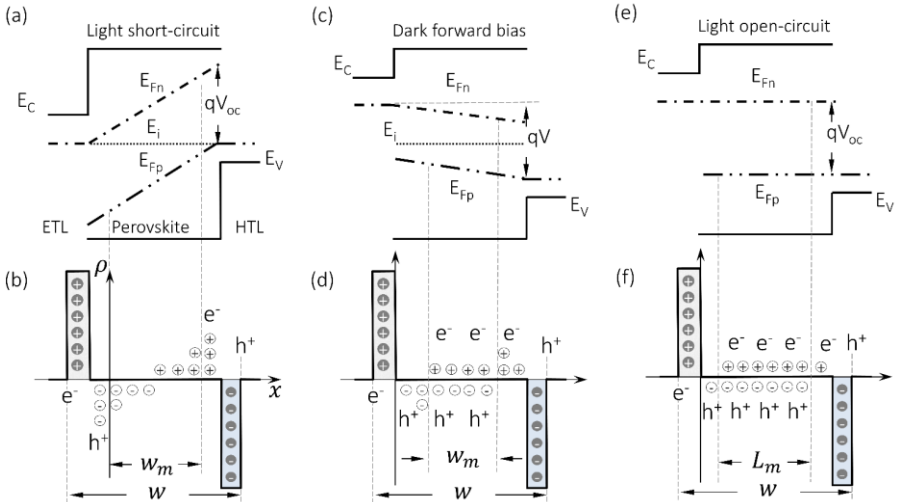 (a)
Light short-circuit
E_C
E_Fn
qV_oc
E_i
E_Fp
E_V
ETL
Perovskite
HTL
(b)
ρ
e⁻
h⁺
x
e⁻
h⁺
w_m
w
(c)
Dark forward bias
E_C
E_Fn
E_i
qV
E_Fp
E_V
(d)
e⁻ e⁻ e⁻
h⁺
e⁻
h⁺ h⁺ h⁺
w_m
w
(e)
Light open-circuit
E_C
E_Fn
qV_oc
E_Fp
E_V
(f)
e⁻ e⁻ e⁻ e⁻
h⁺
e⁻
h⁺ h⁺ h⁺ h⁺
L_m
w